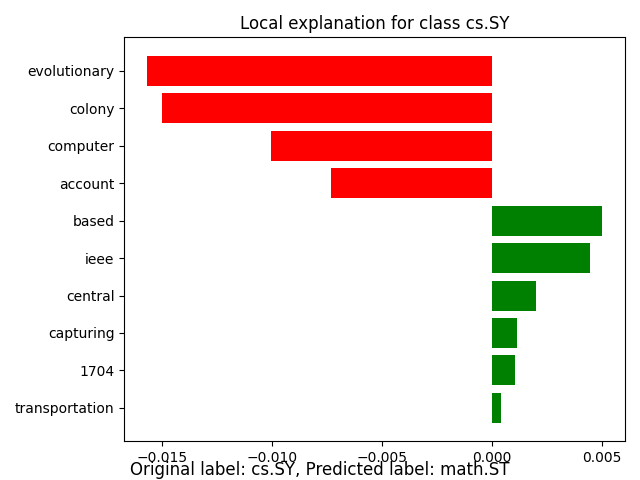 Local explanation for class cs.SY
evolutionary
colony
computer
account
based
ieee
central
capturing
1704
transportation
−0.015 −0.010 −0.005 0.000 0.005
Original label: cs.SY, Predicted label: math.ST